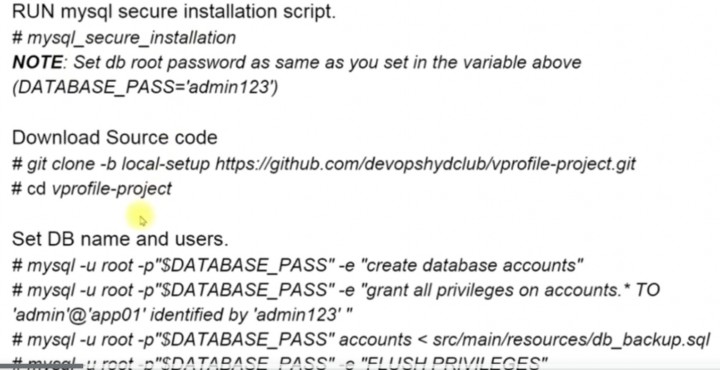 RUN mysql secure installation script.
# mysql_secure_installation
NOTE: Set db root password as same as you set in the variable above
(DATABASE_PASS='admin123')
Download Source code
# git clone -b local-setup https://github.com/devopshydclub/vprofile-project.git
# cd vprofile-project
Set DB name and users.
# mysql -u root -p"$DATABASE_PASS" -e "create database accounts"
# mysql -u root -p"$DATABASE_PASS" -e "grant all privileges on accounts.* TO
'admin'@'app01' identified by 'admin123' "
# mysql -u root -p"$DATABASE_PASS" accounts < src/main/resources/db_backup.sql
# mysql -u root -p"$DATABASE_PASS" -e "FLUSH PRIVILEGES"